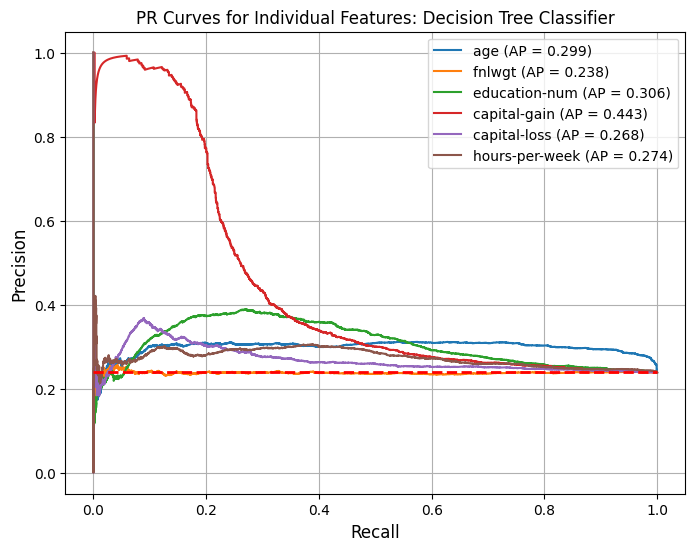 PR Curves for Individual Features: Decision Tree Classifier
age (AP = 0.299)
fnlwgt (AP = 0.238)
education-num (AP = 0.306)
capital-gain (AP = 0.443)
capital-loss (AP = 0.268)
hours-per-week (AP = 0.274)
1.0
0.8
0.6
0.4
0.2
0.0
Precision
0.0 0.2 0.4 0.6 0.8 1.0
Recall